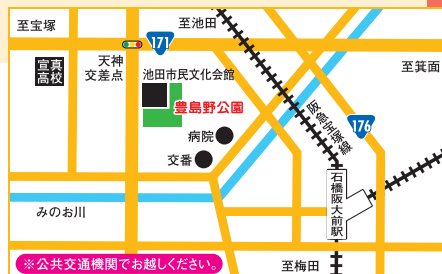 至宝塚
至池田
171
宣真
高校
天神
交差点
池田市民文化会館
至箕面
豊島野公園
阪急宝塚線
176
病院
交番
石橋阪大前駅
みのお川
至梅田
※公共交通機関でお越しください。